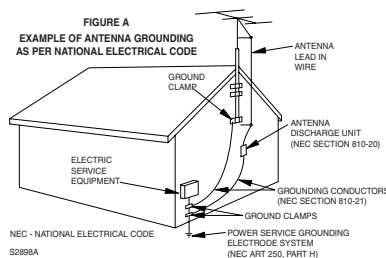 FIGURE A
EXAMPLE OF ANTENNA GROUNDING
AS PER NATIONAL ELECTRICAL CODE
ANTENNA
LEAD IN
WIRE
GROUND
CLAMP
ANTENNA
DISCHARGE UNIT
(NEC SECTION 810-20)
ELECTRIC
SERVICE
EQUIPMENT
GROUNDING CONDUCTORS
(NEC SECTION 810-21)
GROUND CLAMPS
NEC - NATIONAL ELECTRICAL CODE
POWER SERVICE GROUNDING
ELECTRODE SYSTEM
(NEC ART 250, PART H)
S2898A